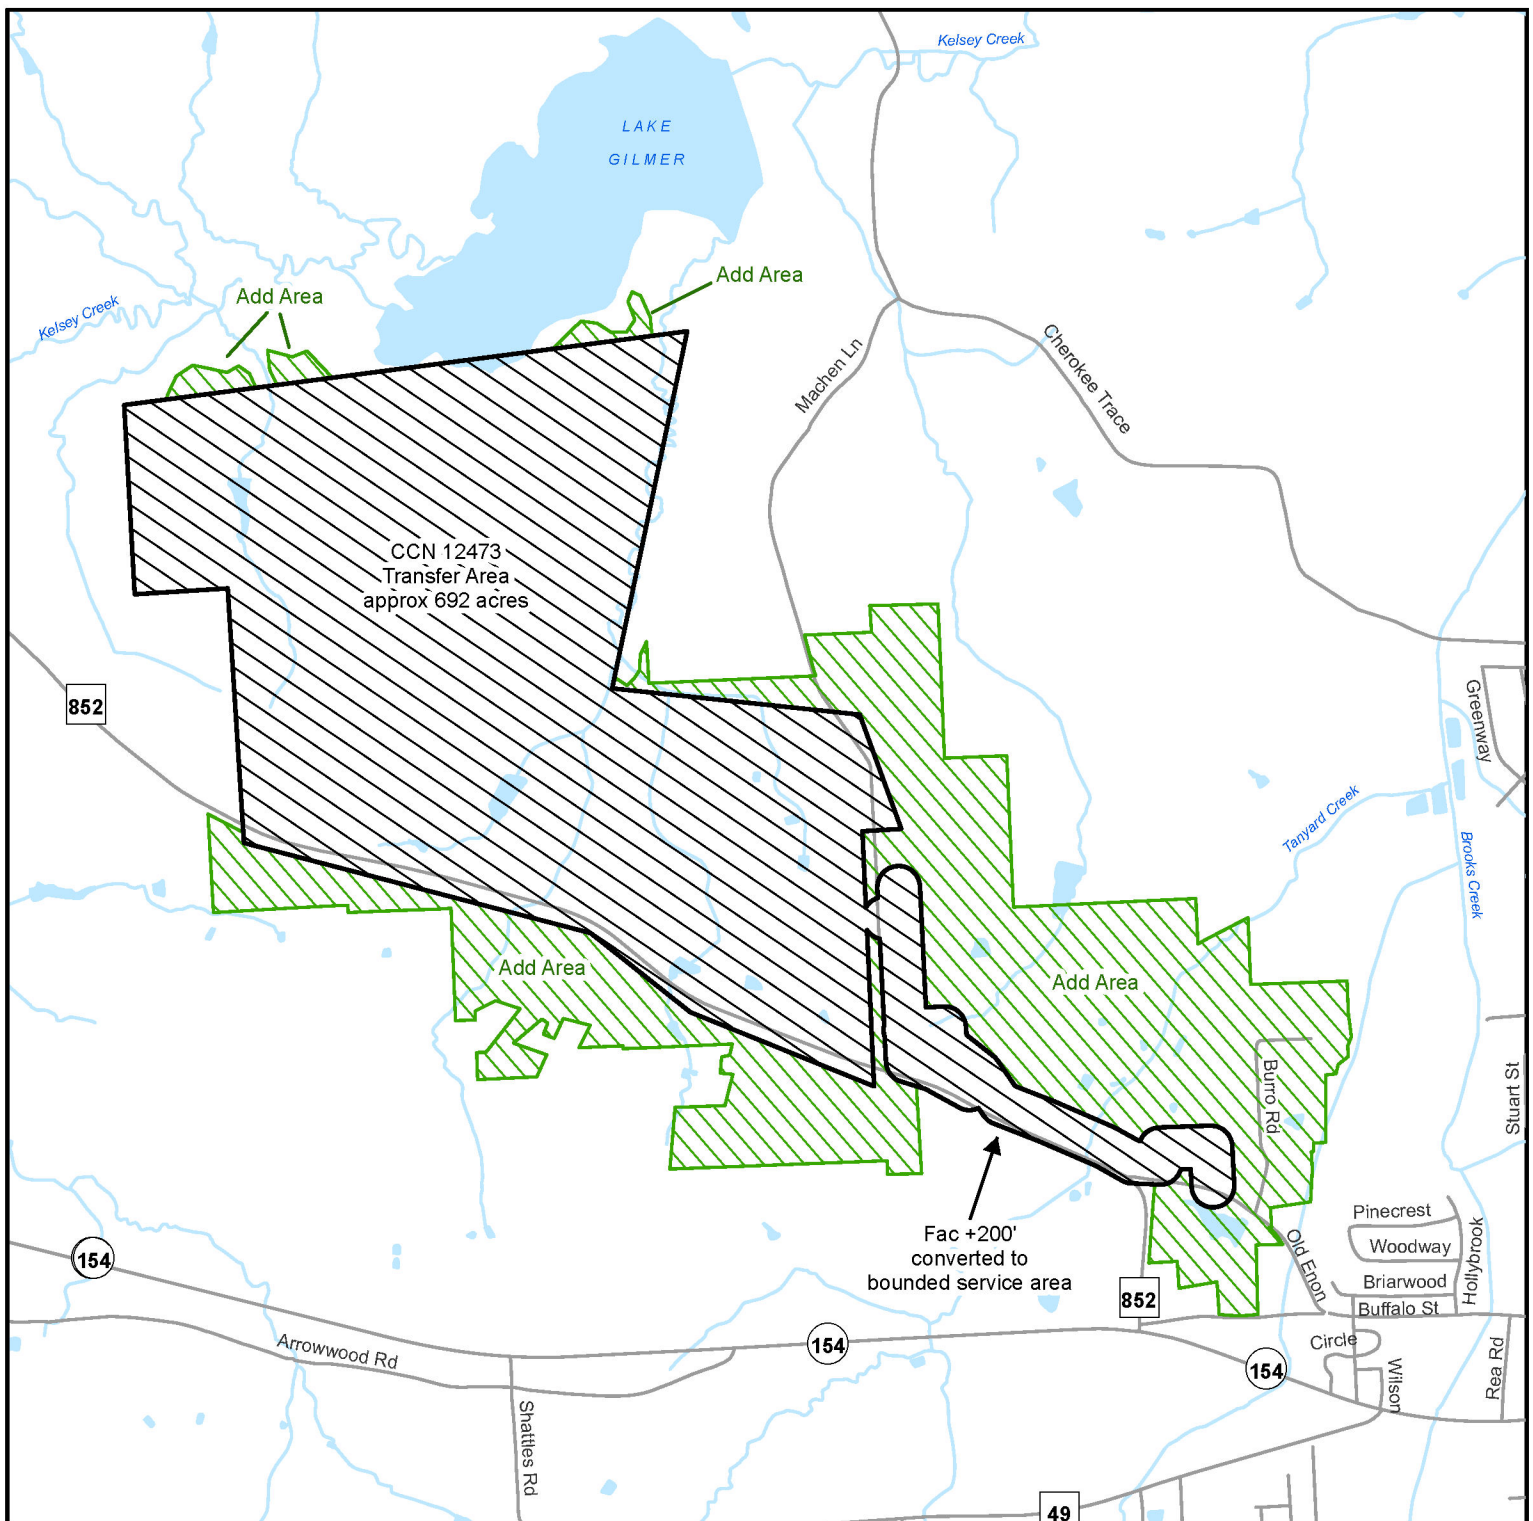 Kelsey Creek
LAKE
GILMER
Add Area
Add Area
Kelsey Creek
Machen Ln
Cherokee Trace
CCN 12473
Transfer Area
approx 692 acres
852
Greenway
Tanyard Creek
Brooks Creek
Add Area
Add Area
Burro Rd
Stuart St
Fac +200'
converted to
bounded service area
154
852
Old Enon
Pinecrest
Woodway
Briarwood
Buffalo St
Hollybrook
Arrowwood Rd
154
154
Circle
Wilson
Rea Rd
Shattles Rd
49